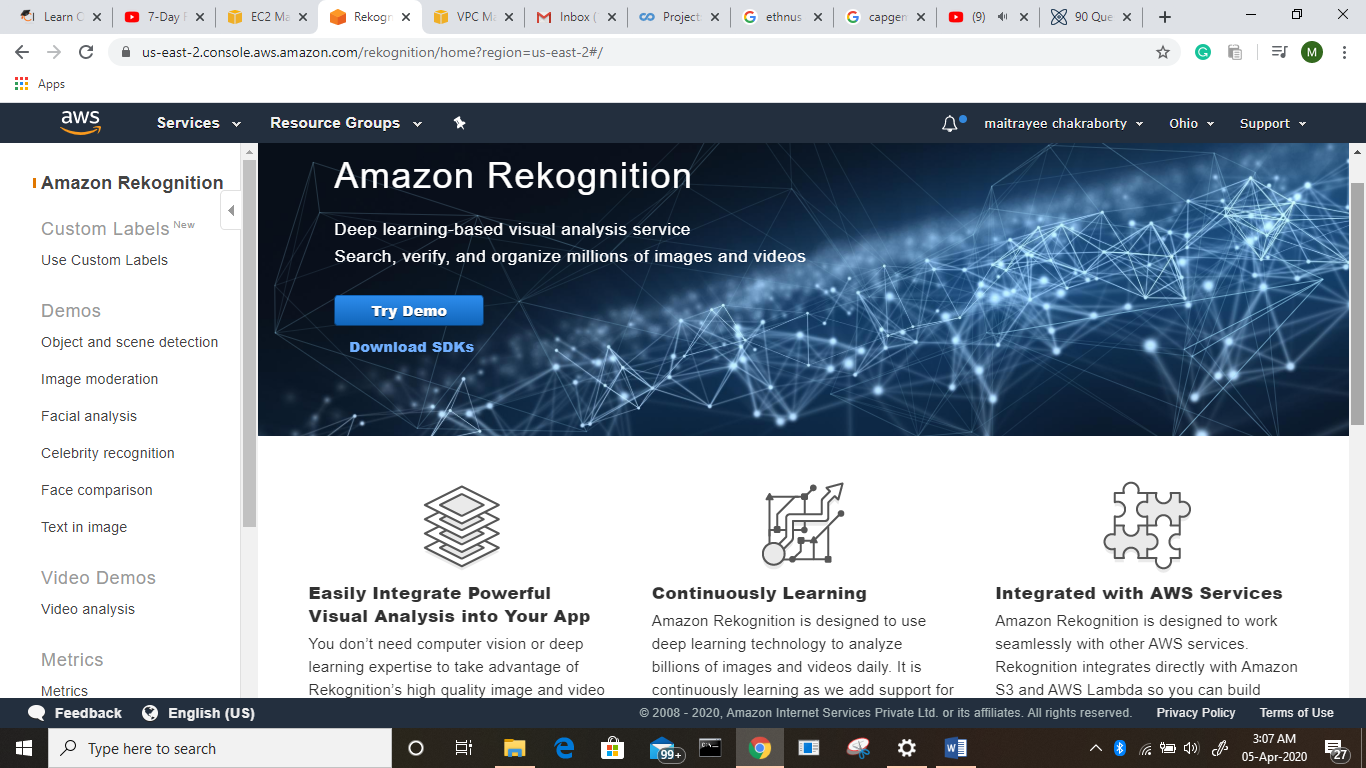 Learn C
7-Day F
EC2 Ma
Rekogn
VPC Ma
Inbox (
Project
ethnus
capgen
(9)
90 Que
us-east-2.console.aws.amazon.com/rekognition/home?region=us-east-2#/
M
Apps
aws
Services
Resource Groups
maitrayee chakraborty
Ohio
Support
Amazon Rekognition
Custom Labels New
Use Custom Labels
Demos
Object and scene detection
Image moderation
Facial analysis
Celebrity recognition
Face comparison
Text in image
Video Demos
Video analysis
Metrics
Metrics
Amazon Rekognition
Deep learning-based visual analysis service
Search, verify, and organize millions of images and videos
Try Demo
Download SDKs
Easily Integrate Powerful
Visual Analysis into Your App
You don’t need computer vision or deep
learning expertise to take advantage of
Rekognition’s high quality image and video
Continuously Learning
Amazon Rekognition is designed to use
deep learning technology to analyze
billions of images and videos daily. It is
continuously learning as we add support for
Integrated with AWS Services
Amazon Rekognition is designed to work
seamlessly with other AWS services.
Rekognition integrates directly with Amazon
S3 and AWS Lambda so you can build
Feedback
English (US)
© 2008 - 2020, Amazon Internet Services Private Ltd. or its affiliates. All rights reserved.
Privacy Policy
Terms of Use
Type here to search
99+
3:07 AM
05-Apr-2020
27